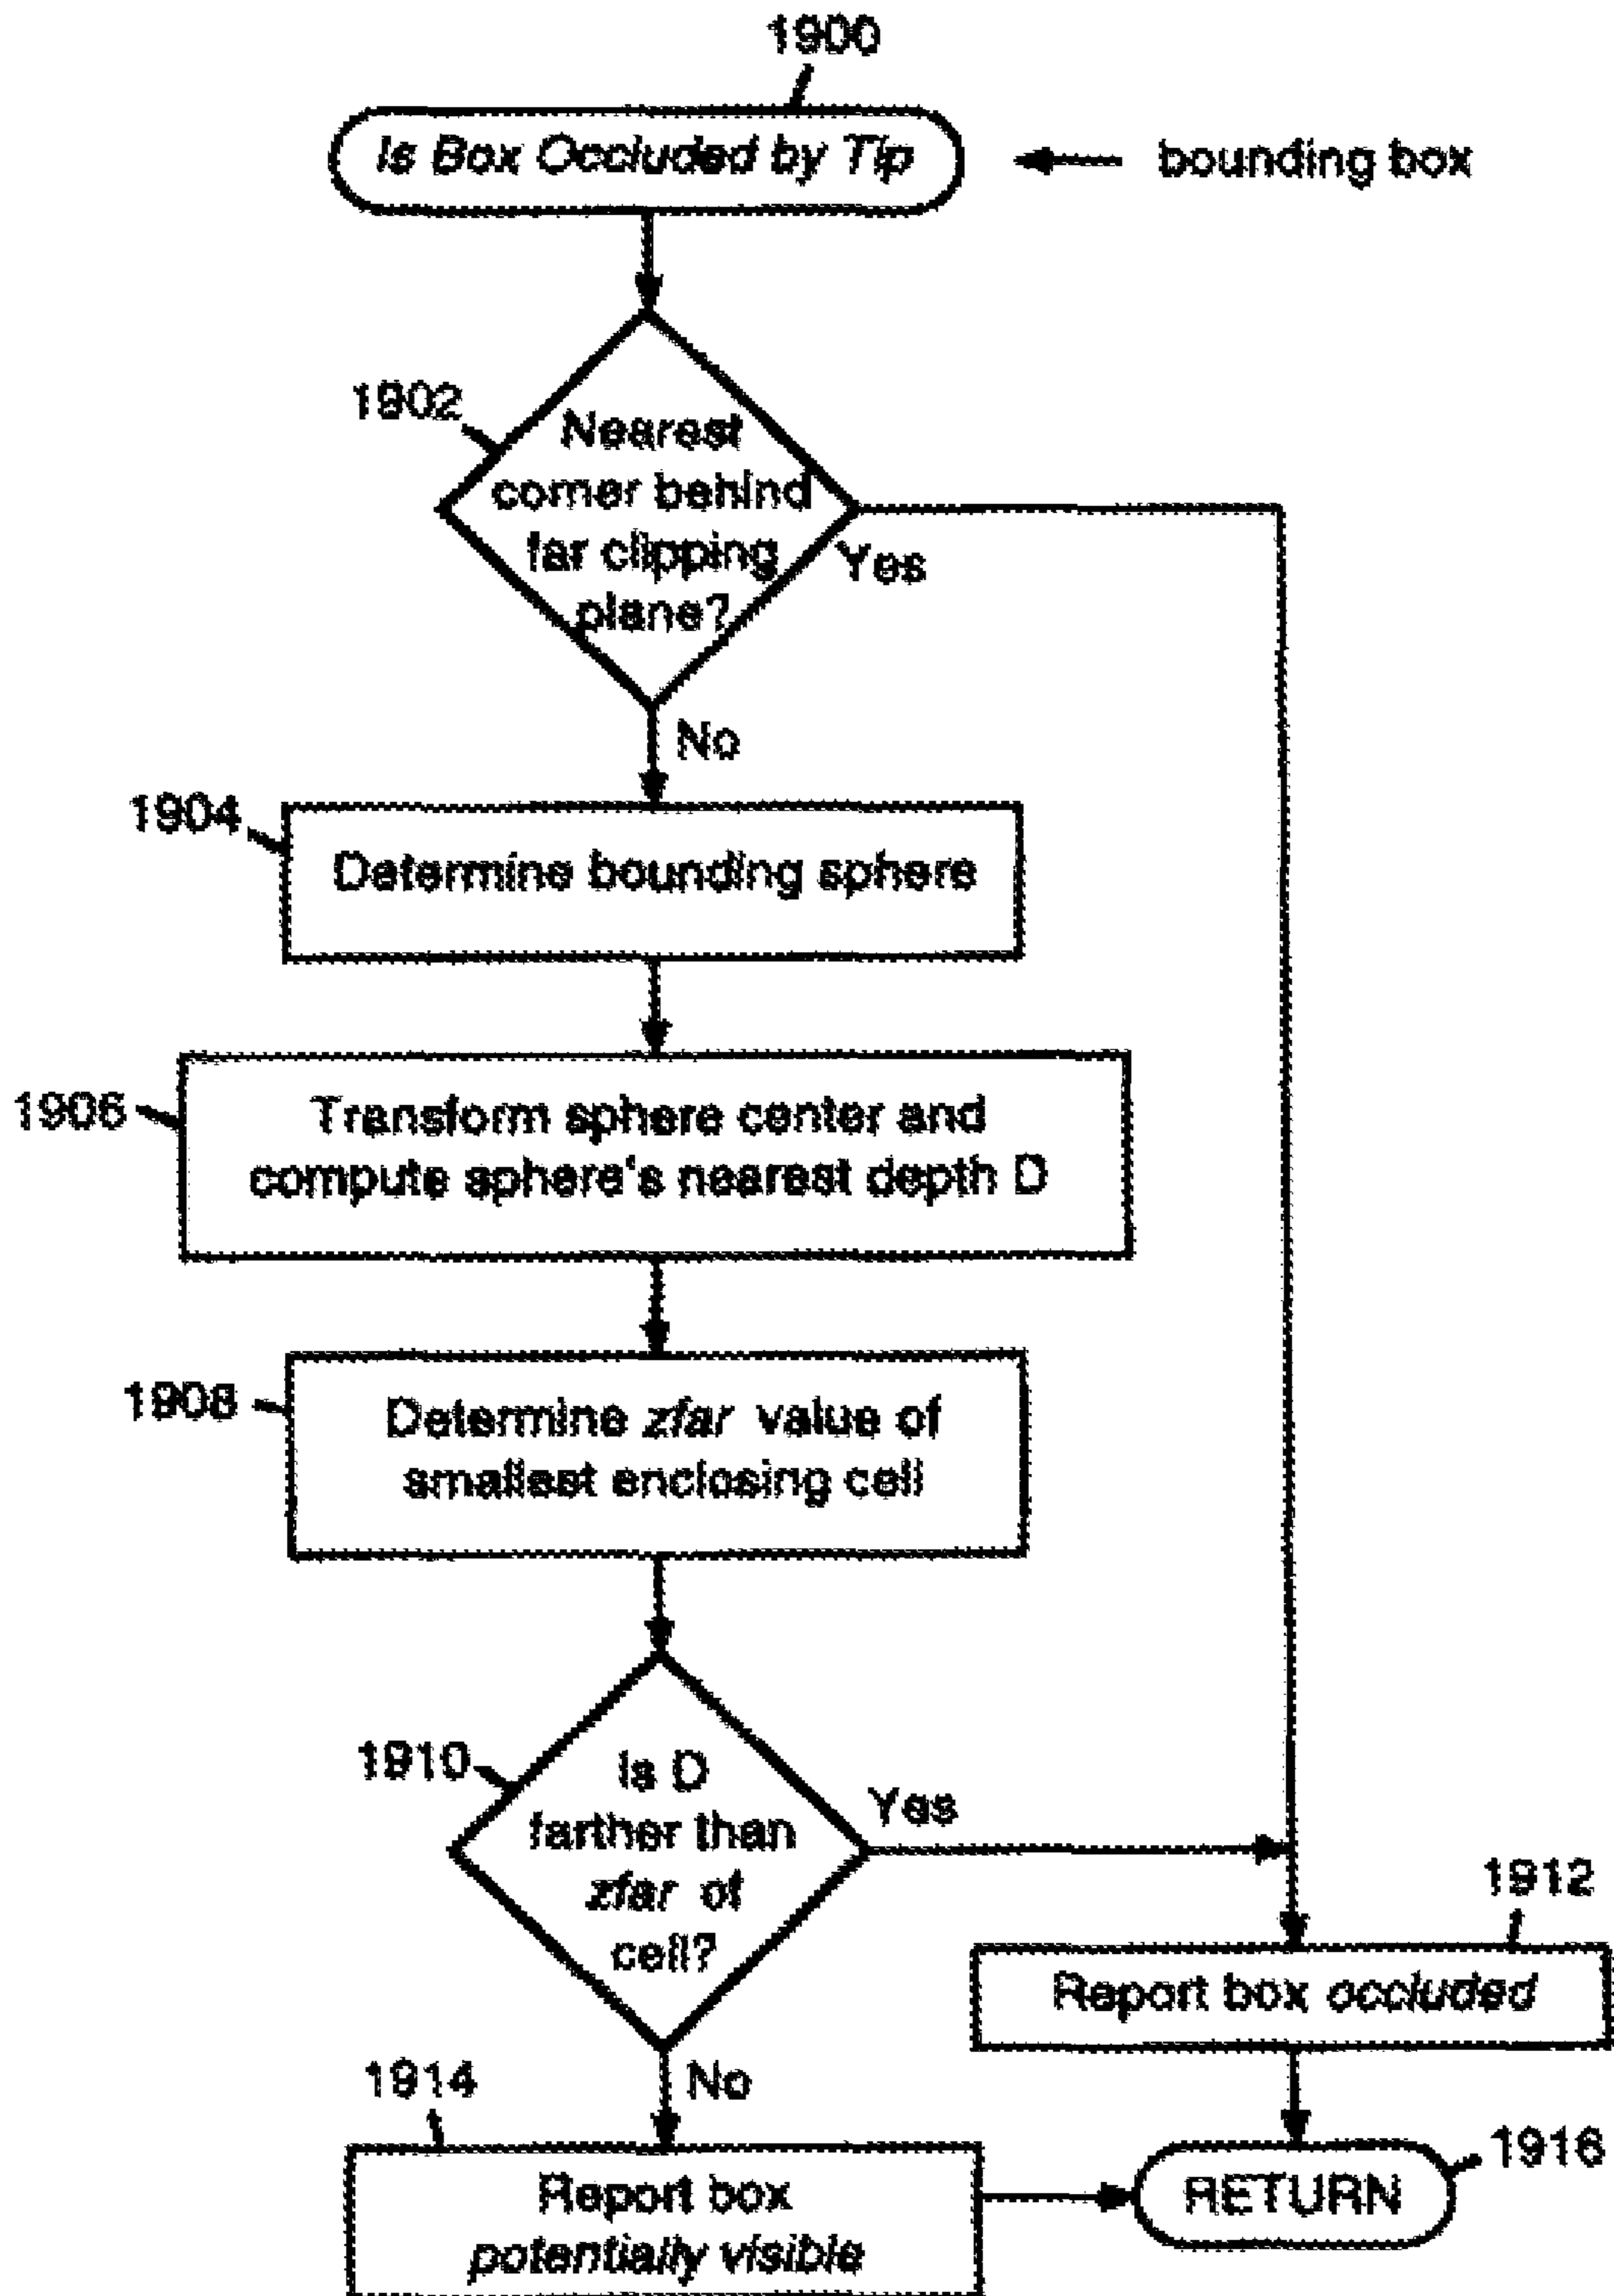 1900
Is Box Occluded by Tip
bounding box
1902
Nearest
corner behind
far clipping
plane?
Yes
No
1904
Determine bounding sphere
1906
Transform sphere center and
compute sphere's nearest depth D
1908
Determine zfar value of
smallest enclosing cell
1910
Is D
farther than
zfar of
cell?
Yes
1912
Report box occluded
No
1914
Report box
potentially visible
RETURN
1916